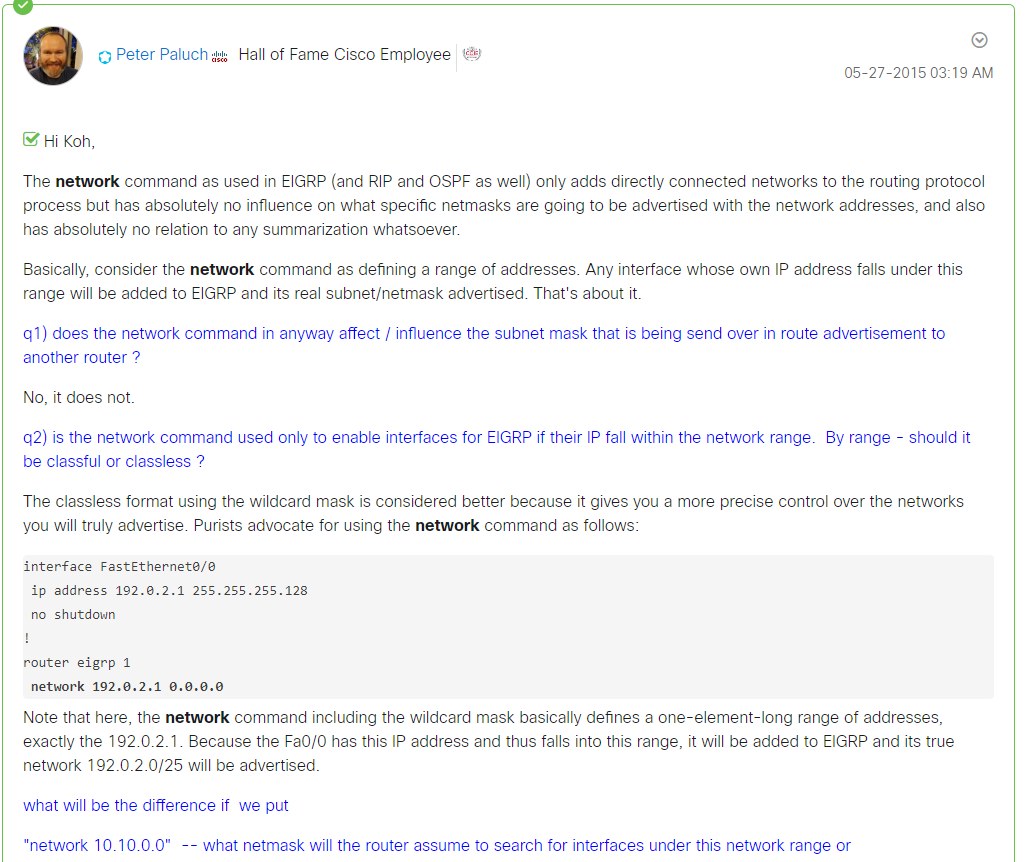 Peter Paluch cisco Hall of Fame Cisco Employee
05-27-2015 03:19 AM
Hi Koh,
The network command as used in EIGRP (and RIP and OSPF as well) only adds directly connected networks to the routing protocol
process but has absolutely no influence on what specific netmasks are going to be advertised with the network addresses, and also
has absolutely no relation to any summarization whatsoever.
Basically, consider the network command as defining a range of addresses. Any interface whose own IP address falls under this
range will be added to EIGRP and its real subnet/netmask advertised. That's about it.
q1) does the network command in anyway affect / influence the subnet mask that is being send over in route advertisement to
another router ?
No, it does not.
q2) is the network command used only to enable interfaces for EIGRP if their IP fall within the network range.  By range - should it
be classful or classless ?
The classless format using the wildcard mask is considered better because it gives you a more precise control over the networks
you will truly advertise. Purists advocate for using the network command as follows:
interface FastEthernet0/0
 ip address 192.0.2.1 255.255.255.128
 no shutdown
!
router eigrp 1
 network 192.0.2.1 0.0.0.0
Note that here, the network command including the wildcard mask basically defines a one-element-long range of addresses,
exactly the 192.0.2.1. Because the Fa0/0 has this IP address and thus falls into this range, it will be added to EIGRP and its true
network 192.0.2.0/25 will be advertised.
what will be the difference if  we put
"network 10.10.0.0"  -- what netmask will the router assume to search for interfaces under this network range or